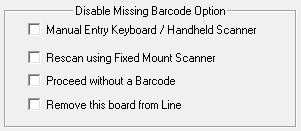 Disable Missing Barcode Option
Manual Entry Keyboard / Handheld Scanner
Rescan using Fixed Mount Scanner
Proceed without a Barcode
Remove this board from Line